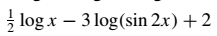 ½ log x − 3 log(sin 2x) + 2